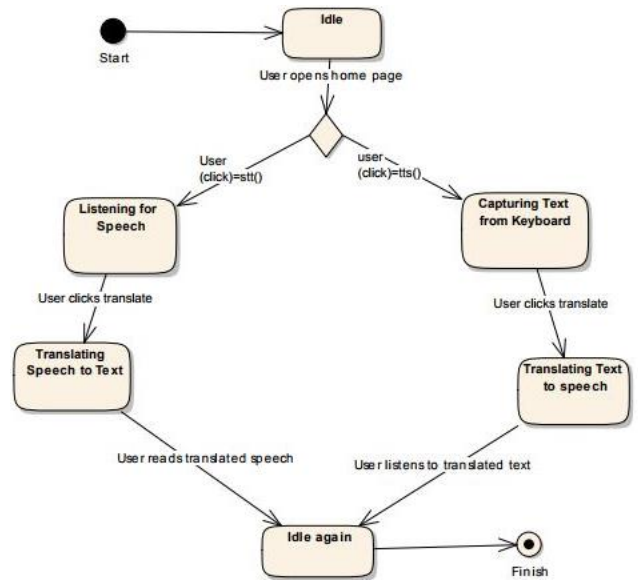 Idle
Start
User opens home page
User
(click)=stt()
user
(click)=tts()
Listening for
Speech
Capturing Text
from Keyboard
User clicks translate
User clicks translate
Translating
Speech to Text
Translating Text
to speech
User reads translated speech
User listens to translated text
Idle again
Finish